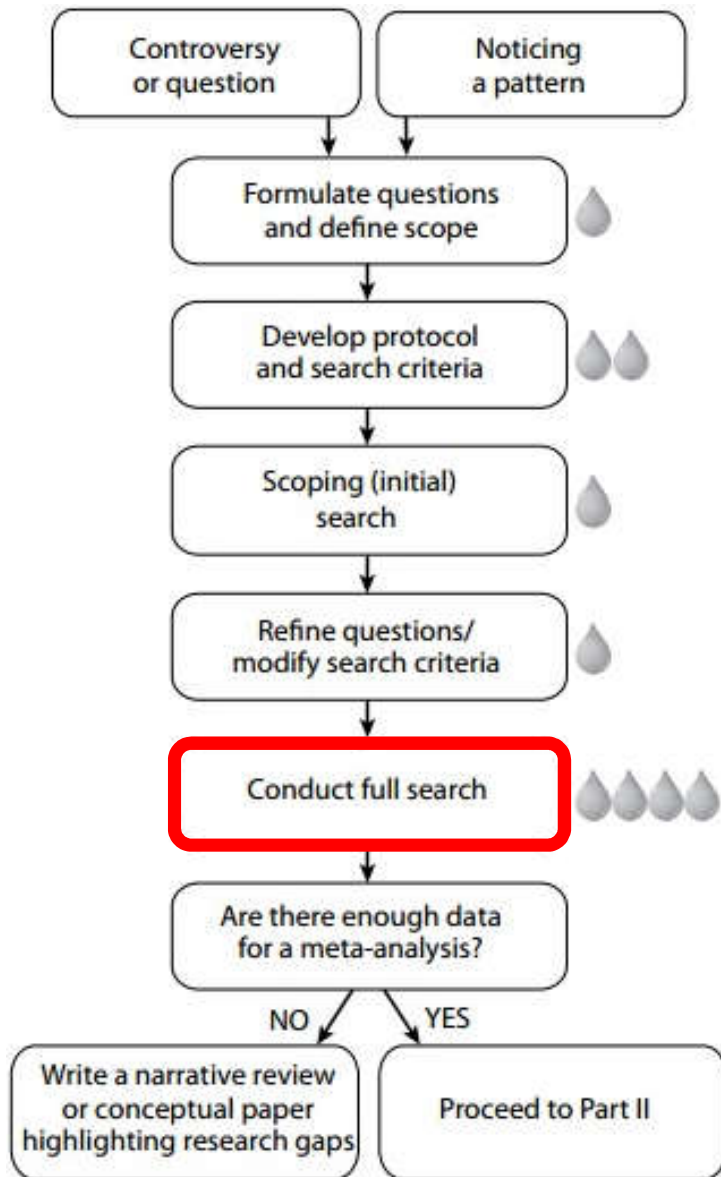 Controversy
or question
Noticing
a pattern
Formulate questions
and define scope
Develop protocol
and search criteria
Scoping (initial)
search
Refine questions/
modify search criteria
Conduct full search
Are there enough data
for a meta-analysis?
NO
YES
Write a narrative review
or conceptual paper
highlighting research gaps
Proceed to Part II